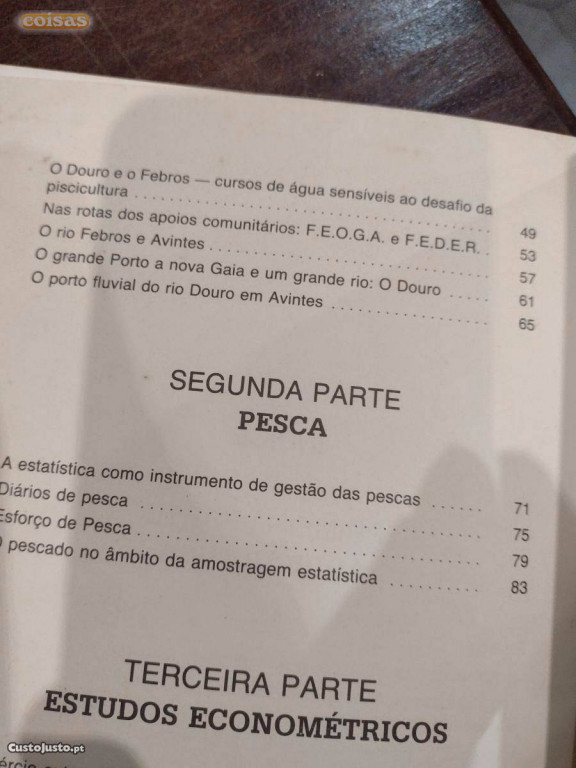 coisas
O Douro e o Febros — cursos de água sensíveis ao desafio da
piscicultura . . . . . . . . . . . . . . . . . . . . . . . . . . . . . . . . . . . . 49
Nas rotas dos apoios comunitários: F.E.O.G.A. e F.E.D.E.R. . 53
O rio Febros e Avintes . . . . . . . . . . . . . . . . . . . . . . . . . . . . 57
O grande Porto a nova Gaia e um grande rio: O Douro . . . . . 61
O porto fluvial do rio Douro em Avintes . . . . . . . . . . . . . . . . 65
SEGUNDA PARTE
PESCA
A estatística como instrumento de gestão das pescas . . . . . . 71
Diários de pesca . . . . . . . . . . . . . . . . . . . . . . . . . . . . . . . . . 75
Esforço de Pesca . . . . . . . . . . . . . . . . . . . . . . . . . . . . . . . . . 79
O pescado no âmbito da amostragem estatística . . . . . . . . . . 83
TERCEIRA PARTE
ESTUDOS ECONOMÉTRICOS
CustoJusto.pt